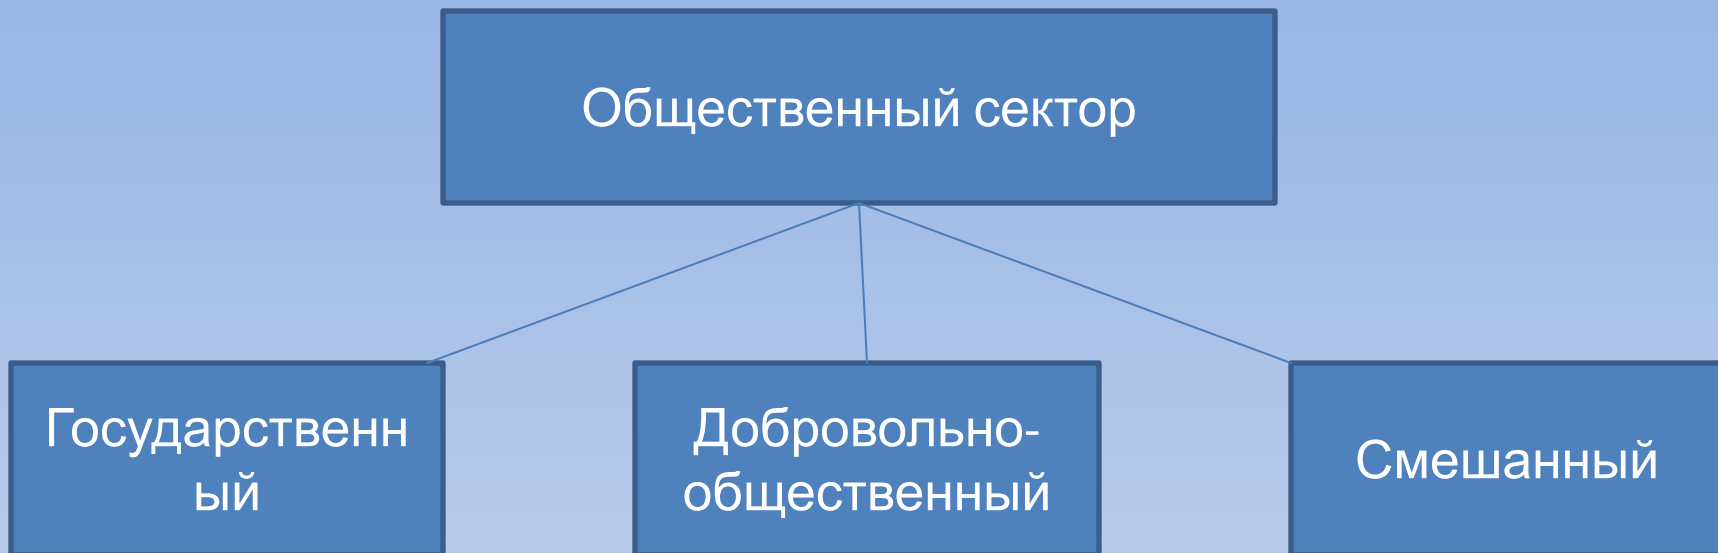 Общественный сектор
Государственн
ый
Добровольно-
общественный
Смешанный